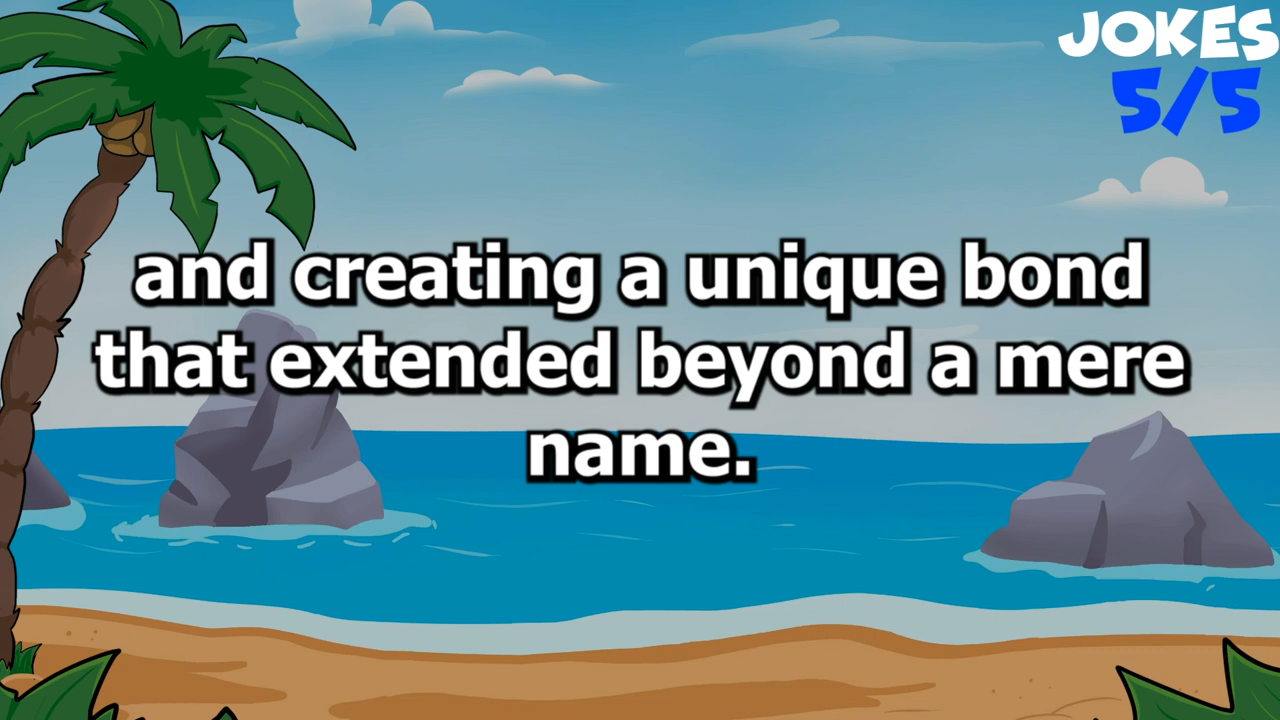 JOKES
5/5
and creating a unique bond
that extended beyond a mere
name.